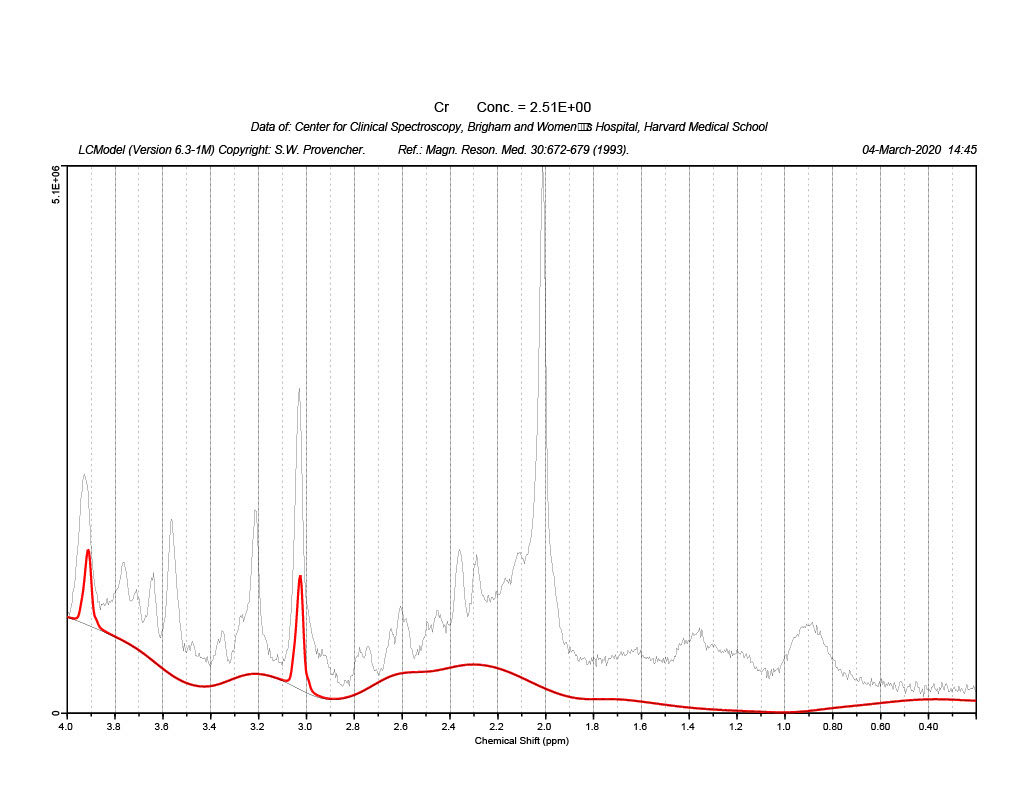 Cr Conc. = 2.51E+00
Data of: Center for Clinical Spectroscopy, Brigham and Women□□s Hospital, Harvard Medical School
LCModel (Version 6.3-1M) Copyright: S.W. Provencher. Ref.: Magn. Reson. Med. 30:672-679 (1993). 04-March-2020 14:45
5.1E+06
0
4.0 3.8 3.6 3.4 3.2 3.0 2.8 2.6 2.4 2.2 2.0 1.8 1.6 1.4 1.2 1.0 0.80 0.60 0.40
Chemical Shift (ppm)